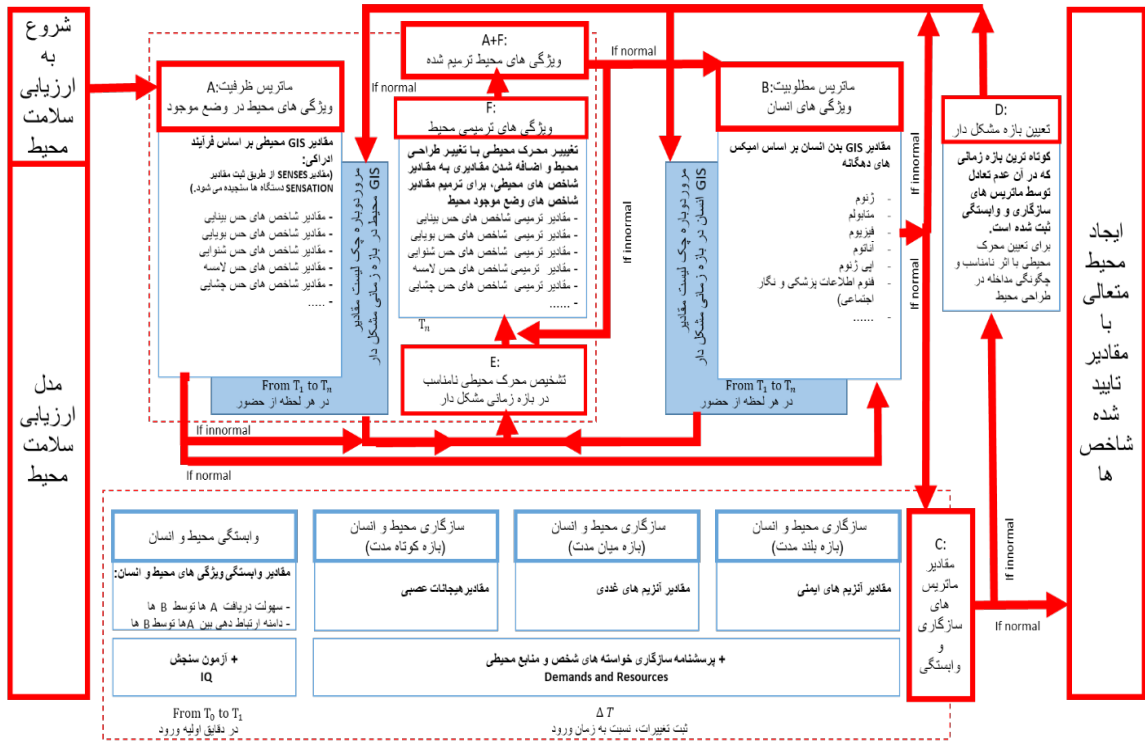 شروع
به
ارزیابی
سلامت
محیط
مدل
ارزیابی
سلامت
محیط
A:ماتریس ظرفیت
ویژگی های محیط در وضع موجود
مقادیر GIS محیطی بر اساس فرآیند
ادراکی:
(مقادیر SENSES از طریق ثبت مقادیر
SENSATION دستگاه ها سنجیده می شود.)
- مقادیر شاخص های حس بینایی
- مقادیر شاخص های حس بویایی
- مقادیر شاخص های حس شنوایی
- مقادیر شاخص های حس لامسه
- مقادیر شاخص های حس چشایی
- .....
مرور دوباره چک لیست مقادیر
GIS محیط در بازه زمانی مشکل دار
From T1 to Tn
در هر لحظه از حضور
A+F:
ویژگی های محیط ترمیم شده
If normal
F:
ویژگی های ترمیمی محیط
تغییر محرک محیطی با تغییر طراحی
محیط و اضافه شدن مقادیری به مقادیر
شاخص های محیطی، برای ترمیم مقادیر
شاخص های وضع موجود محیط
- مقادیر ترمیمی شاخص های حس بینایی
- مقادیر ترمیمی شاخص های حس بویایی
- مقادیر ترمیمی شاخص های حس شنوایی
- مقادیر ترمیمی شاخص های حس لامسه
- مقادیر ترمیمی شاخص های حس چشایی
- ......
Tn
E:
تشخیص محرک محیطی نامناسب
در بازه زمانی مشکل دار
If normal
If innormal
B:ماتریس مطلوبیت
ویژگی های انسان
مقادیر GIS بدن انسان بر اساس امیکس
های دهگانه
- ژنوم
- متابولم
- فیزیوم
- آناتوم
- اپی ژنوم
- فنوم اطلاعات پزشکی و نگار
اجتماعی)
- ......
مرور دوباره چک لیست مقادیر
GIS انسان در بازه زمانی مشکل دار
From T1 to Tn
در هر لحظه از حضور
If innormal
If normal
If normal
D:
تعیین بازه مشکل دار
کوتاه ترین بازه زمانی
که در آن عدم تعادل
توسط ماتریس های
سازگاری و وابستگی
ثبت شده است.
برای تعیین محرک
محیطی با اثر نامناسب و
چگونگی مداخله در
طراحی محیط
ایجاد
محیط
متعالی
با
مقادیر
تایید
شده
شاخص
ها
If innormal
If normal
C:
مقادیر
ماتریس
های
سازگاری
و
وابستگی
If innormal
If normal
سازگاری محیط و انسان
(بازه بلند مدت)
مقادیر آنزیم های ایمنی
سازگاری محیط و انسان
(بازه میان مدت)
مقادیر آنزیم های غددی
سازگاری محیط و انسان
(بازه کوتاه مدت)
مقادیرهیجانات عصبی
وابستگی محیط و انسان
مقادیر وابستگی ویژگی های محیط و انسان:
- سهولت دریافت A ها توسط B ها
- دامنه ارتباط دهی بین Aها توسط B ها
+ پرسشنامه سازگاری خواسته های شخص و منابع محیطی
Demands and Resources
+ آزمون سنجش
IQ
Δ T
ثبت تغییرات، نسبت به زمان ورود
From T0 to T1
در دقایق اولیه ورود